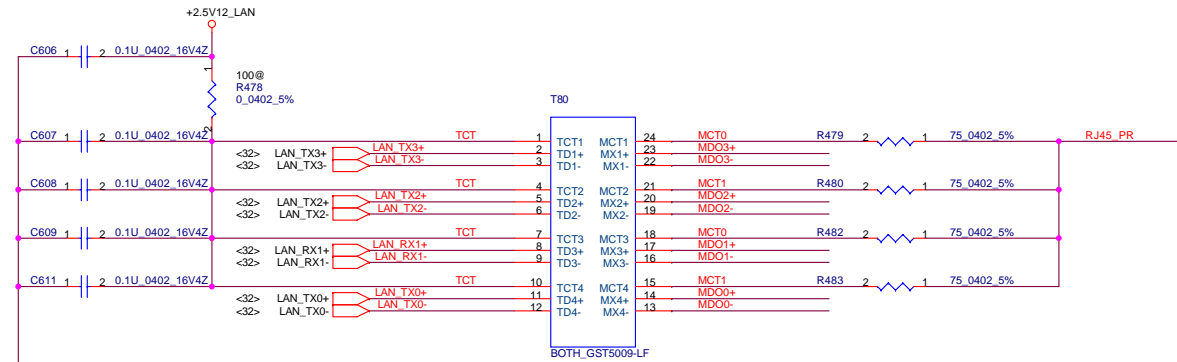 +2.5V12_LAN
C606 1 2 0.1U_0402_16V4Z
1
100@
R478
0_0402_5%
2
T80
C607 1 2 0.1U_0402_16V4Z TCT 1 TCT1 MCT1 24 MCT0 R479 2 1 75_0402_5% RJ45_PR
<32> LAN_TX3+ LAN_TX3+ 2 TD1+ MX1+ 23 MDO3+
<32> LAN_TX3- LAN_TX3- 3 TD1- MX1- 22 MDO3-
C608 1 2 0.1U_0402_16V4Z TCT 4 TCT2 MCT2 21 MCT1 R480 2 1 75_0402_5%
<32> LAN_TX2+ LAN_TX2+ 5 TD2+ MX2+ 20 MDO2+
<32> LAN_TX2- LAN_TX2- 6 TD2- MX2- 19 MDO2-
C609 1 2 0.1U_0402_16V4Z TCT 7 TCT3 MCT3 18 MCT0 R482 2 1 75_0402_5%
<32> LAN_RX1+ LAN_RX1+ 8 TD3+ MX3+ 17 MDO1+
<32> LAN_RX1- LAN_RX1- 9 TD3- MX3- 16 MDO1-
C611 1 2 0.1U_0402_16V4Z TCT 10 TCT4 MCT4 15 MCT1 R483 2 1 75_0402_5%
<32> LAN_TX0+ LAN_TX0+ 11 TD4+ MX4+ 14 MDO0+
<32> LAN_TX0- LAN_TX0- 12 TD4- MX4- 13 MDO0-
BOTH_GST5009-LF